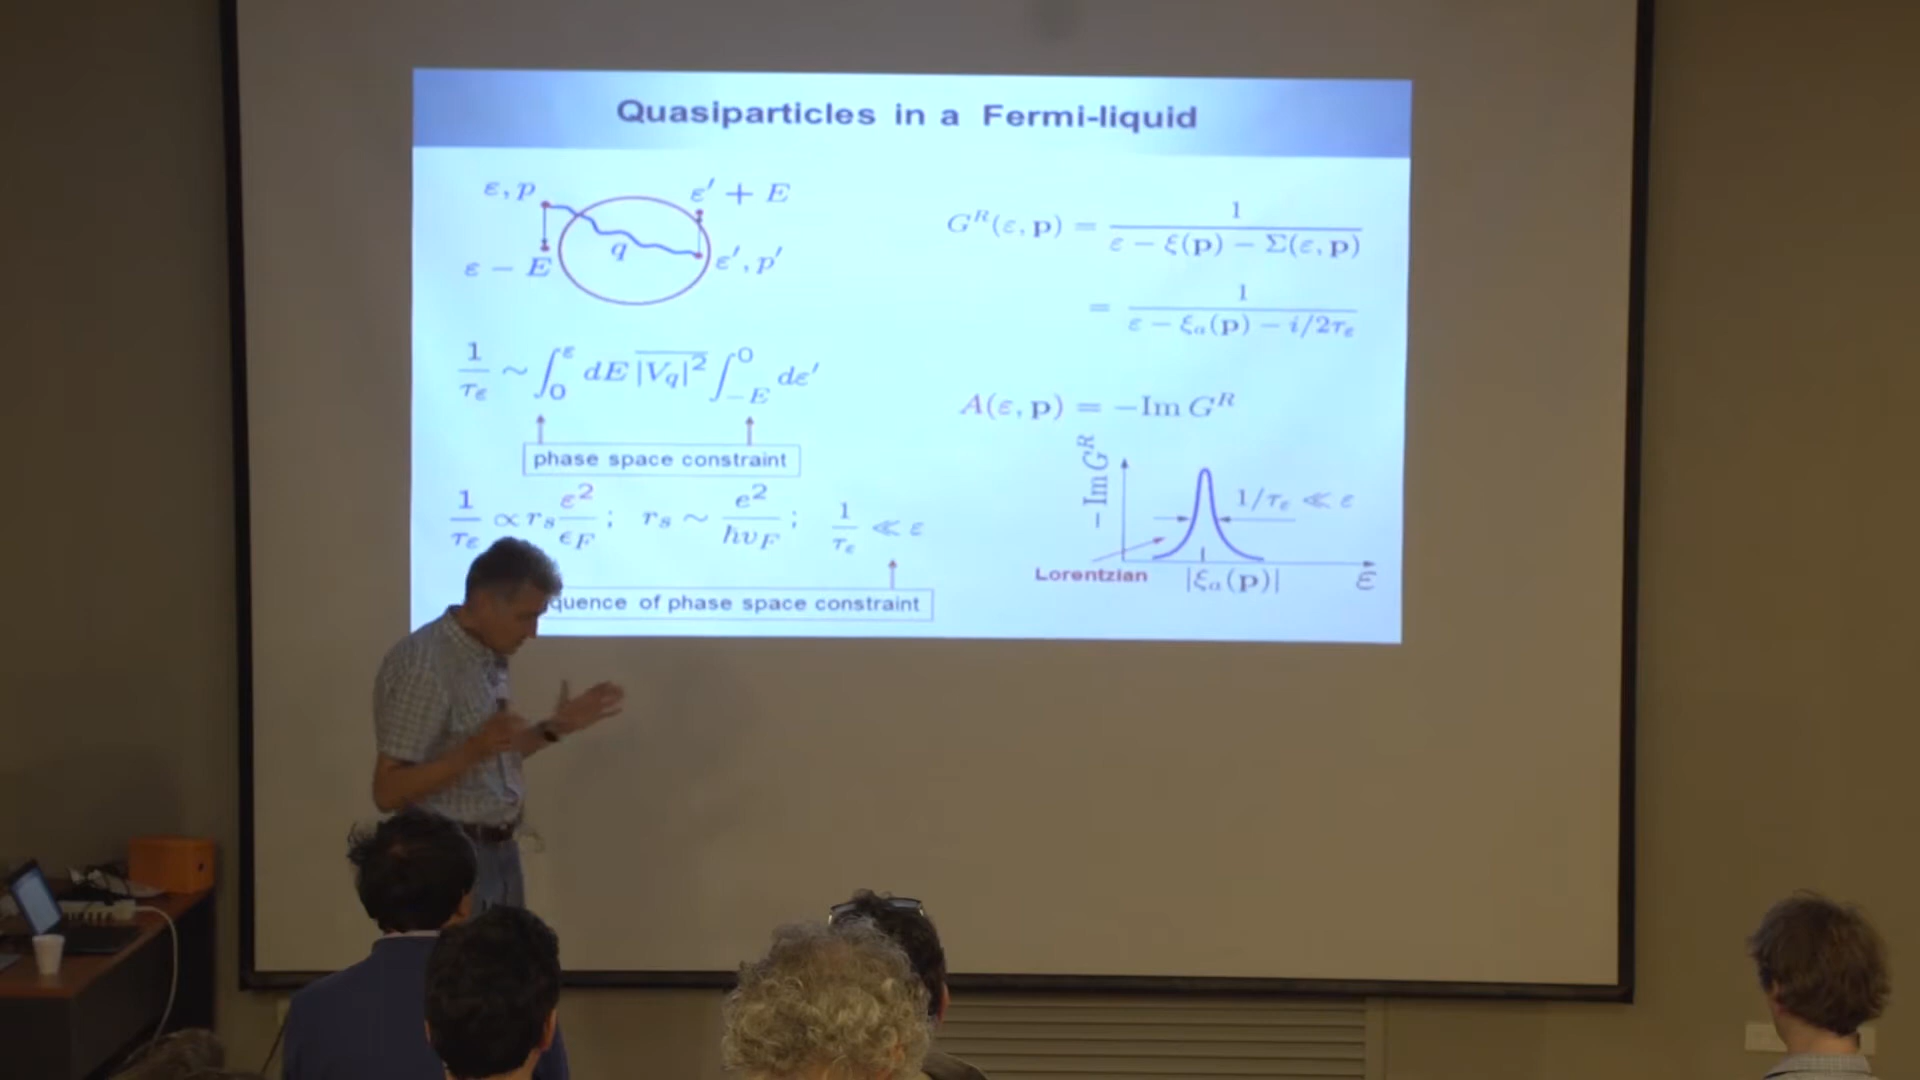 Quasiparticles in a Fermi-liquid
ε, p
ε′ + E
q
ε − E
ε′, p′
1/τ_ε ∼ ∫_0^ε dE |V_q|² ∫_{−E}^0 dε′
phase space constraint
1/τ_ε ∝ r_s ε²/ϵ_F ; r_s ∼ e²/ħv_F ; 1/τ_ε ≪ ε
quence of phase space constraint
G^R(ε, p) = 1/(ε − ξ(p) − Σ(ε, p))
= 1/(ε − ξ_a(p) − i/2τ_ε)
A(ε, p) = −Im G^R
−Im G^R
1/τ_ε ≪ ε
Lorentzian
|ξ_a(p)|
ε